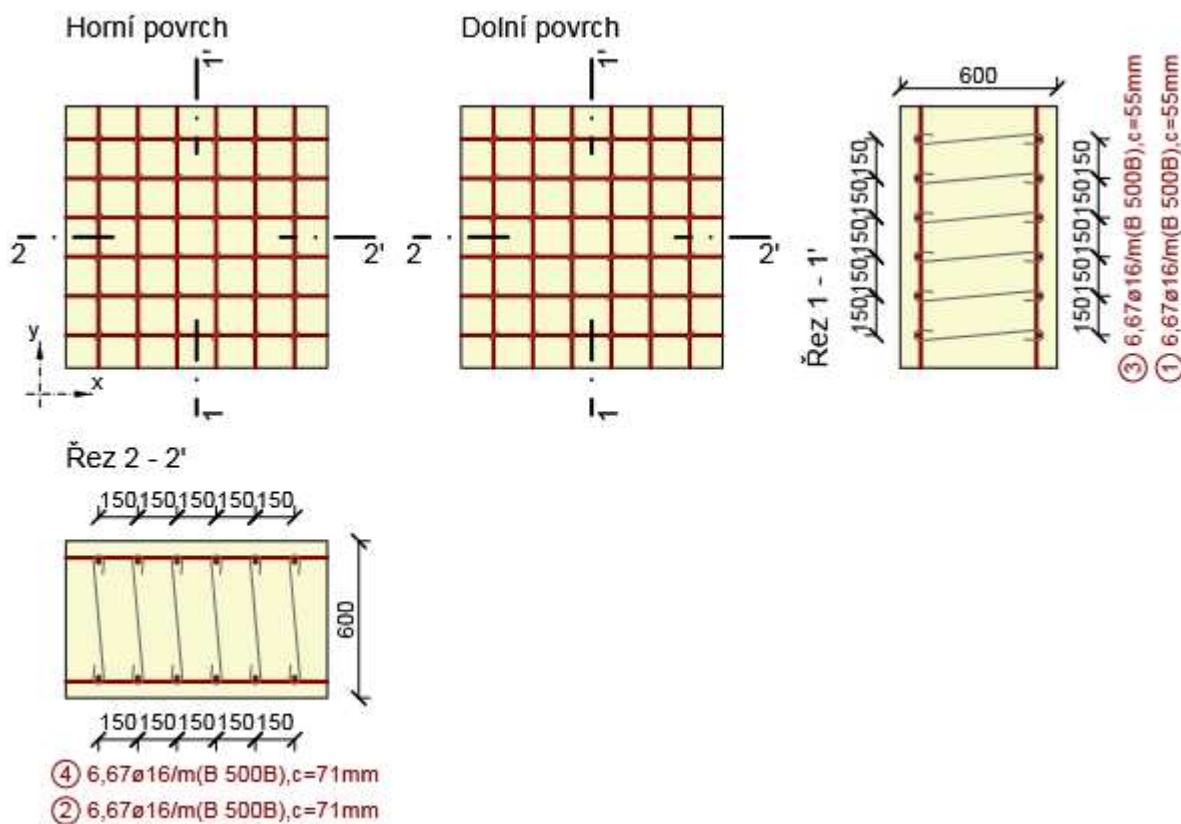 Horní povrch
Dolní povrch
1'
1'
600
2
2'
2
2'
y
x
1
1
150 150 150 150 150
150 150 150 150 150
Řez 1 - 1'
③ 6,67ø16/m(B 500B),c=55mm
① 6,67ø16/m(B 500B),c=55mm
Řez 2 - 2'
150 150 150 150 150
600
150 150 150 150 150
④ 6,67ø16/m(B 500B),c=71mm
② 6,67ø16/m(B 500B),c=71mm